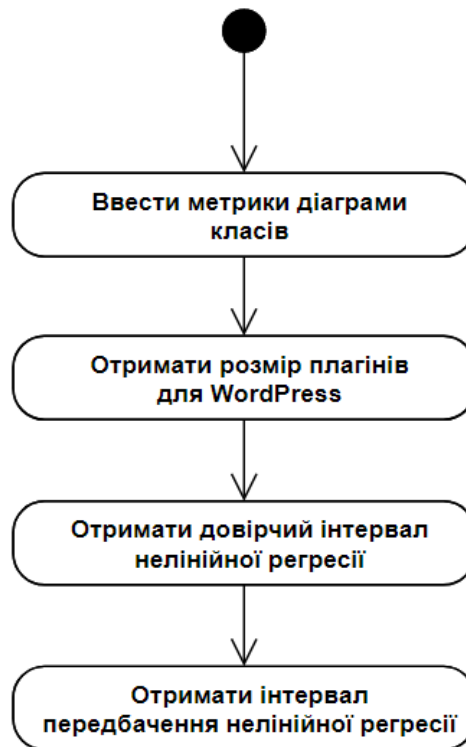 Ввести метрики діаграми
класів
Отримати розмір плагінів
для WordPress
Отримати довірчий інтервал
нелінійної регресії
Отримати інтервал
передбачення нелінійної регресії